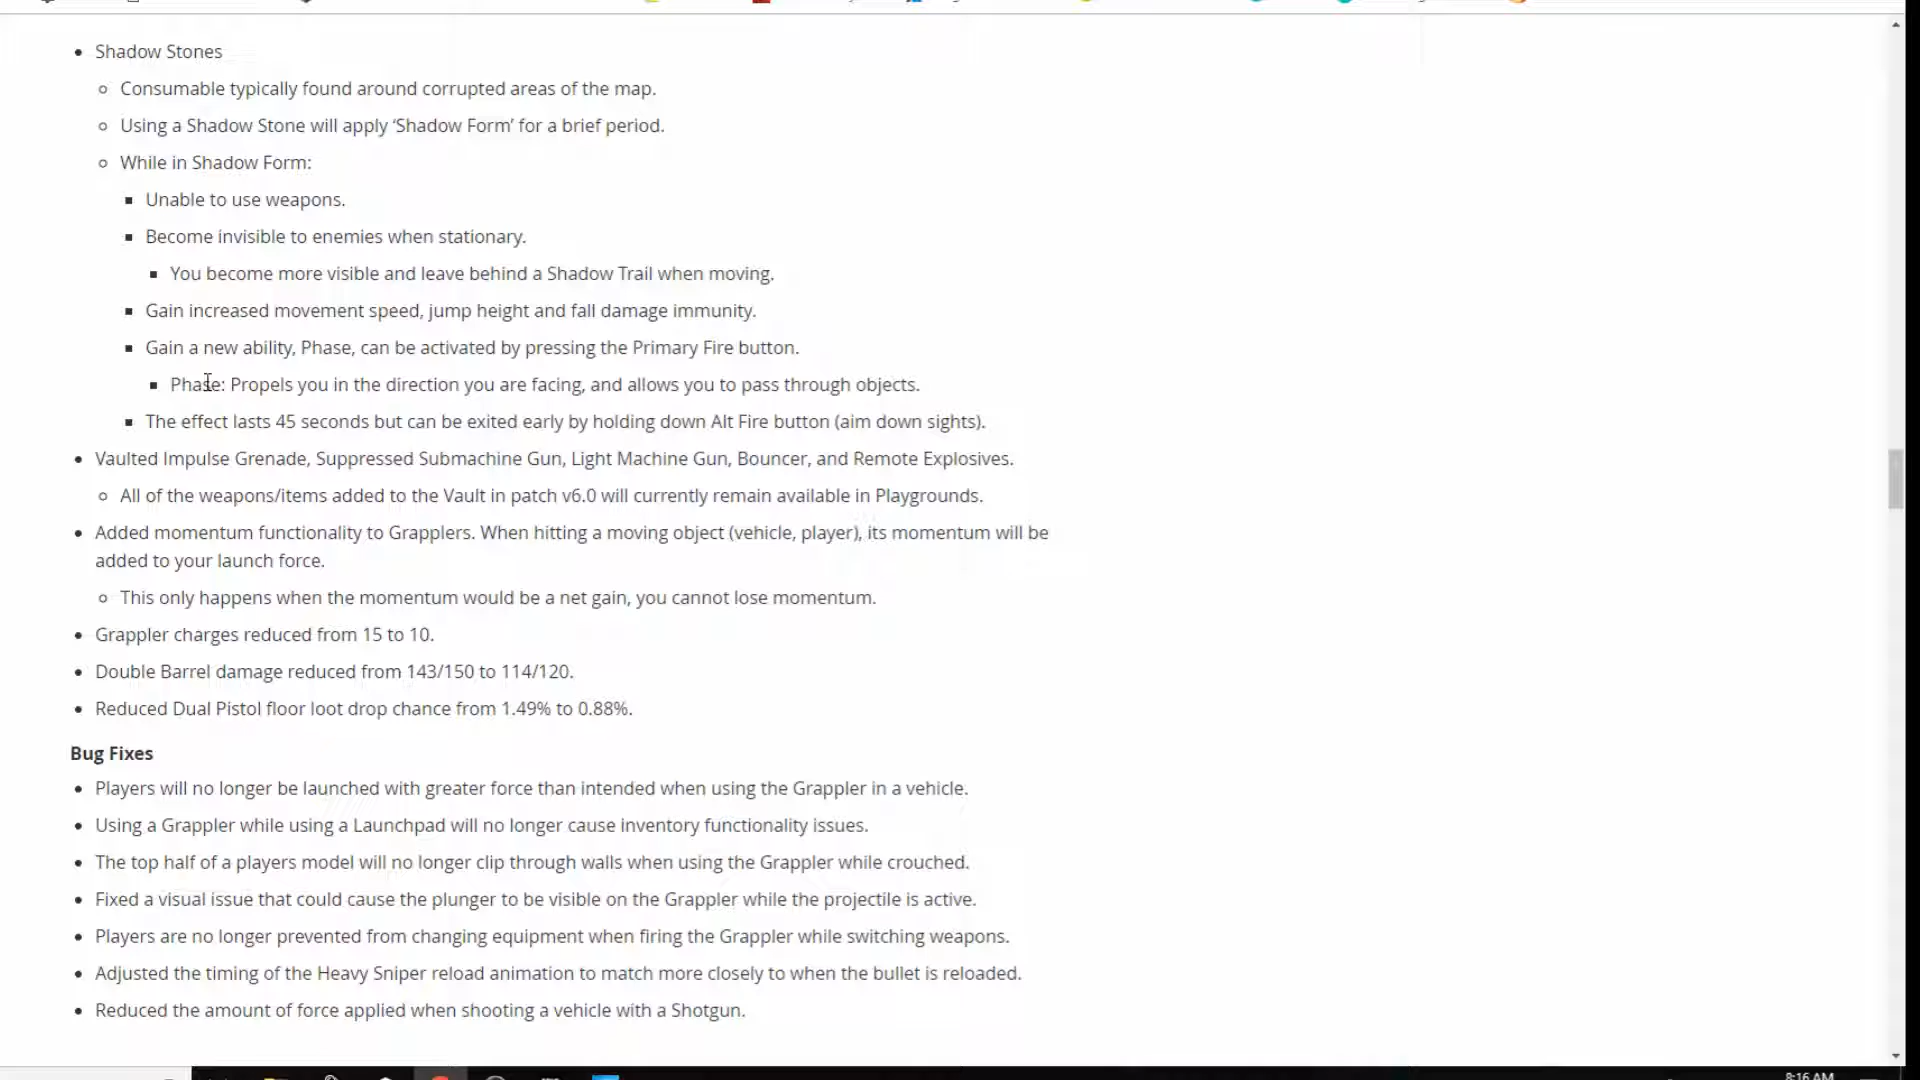 Shadow Stones
Consumable typically found around corrupted areas of the map.
Using a Shadow Stone will apply ‘Shadow Form’ for a brief period.
While in Shadow Form:
Unable to use weapons.
Become invisible to enemies when stationary.
You become more visible and leave behind a Shadow Trail when moving.
Gain increased movement speed, jump height and fall damage immunity.
Gain a new ability, Phase, can be activated by pressing the Primary Fire button.
Phase: Propels you in the direction you are facing, and allows you to pass through objects.
The effect lasts 45 seconds but can be exited early by holding down Alt Fire button (aim down sights).
Vaulted Impulse Grenade, Suppressed Submachine Gun, Light Machine Gun, Bouncer, and Remote Explosives.
All of the weapons/items added to the Vault in patch v6.0 will currently remain available in Playgrounds.
Added momentum functionality to Grapplers. When hitting a moving object (vehicle, player), its momentum will be
added to your launch force.
This only happens when the momentum would be a net gain, you cannot lose momentum.
Grappler charges reduced from 15 to 10.
Double Barrel damage reduced from 143/150 to 114/120.
Reduced Dual Pistol floor loot drop chance from 1.49% to 0.88%.
Bug Fixes
Players will no longer be launched with greater force than intended when using the Grappler in a vehicle.
Using a Grappler while using a Launchpad will no longer cause inventory functionality issues.
The top half of a players model will no longer clip through walls when using the Grappler while crouched.
Fixed a visual issue that could cause the plunger to be visible on the Grappler while the projectile is active.
Players are no longer prevented from changing equipment when firing the Grappler while switching weapons.
Adjusted the timing of the Heavy Sniper reload animation to match more closely to when the bullet is reloaded.
Reduced the amount of force applied when shooting a vehicle with a Shotgun.
8:16 AM